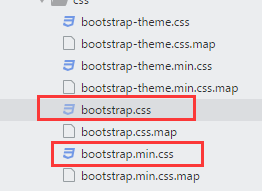 css
bootstrap-theme.css
bootstrap-theme.css.map
bootstrap-theme.min.css
bootstrap-theme.min.css.map
bootstrap.css
bootstrap.css.map
bootstrap.min.css
bootstrap.min.css.map